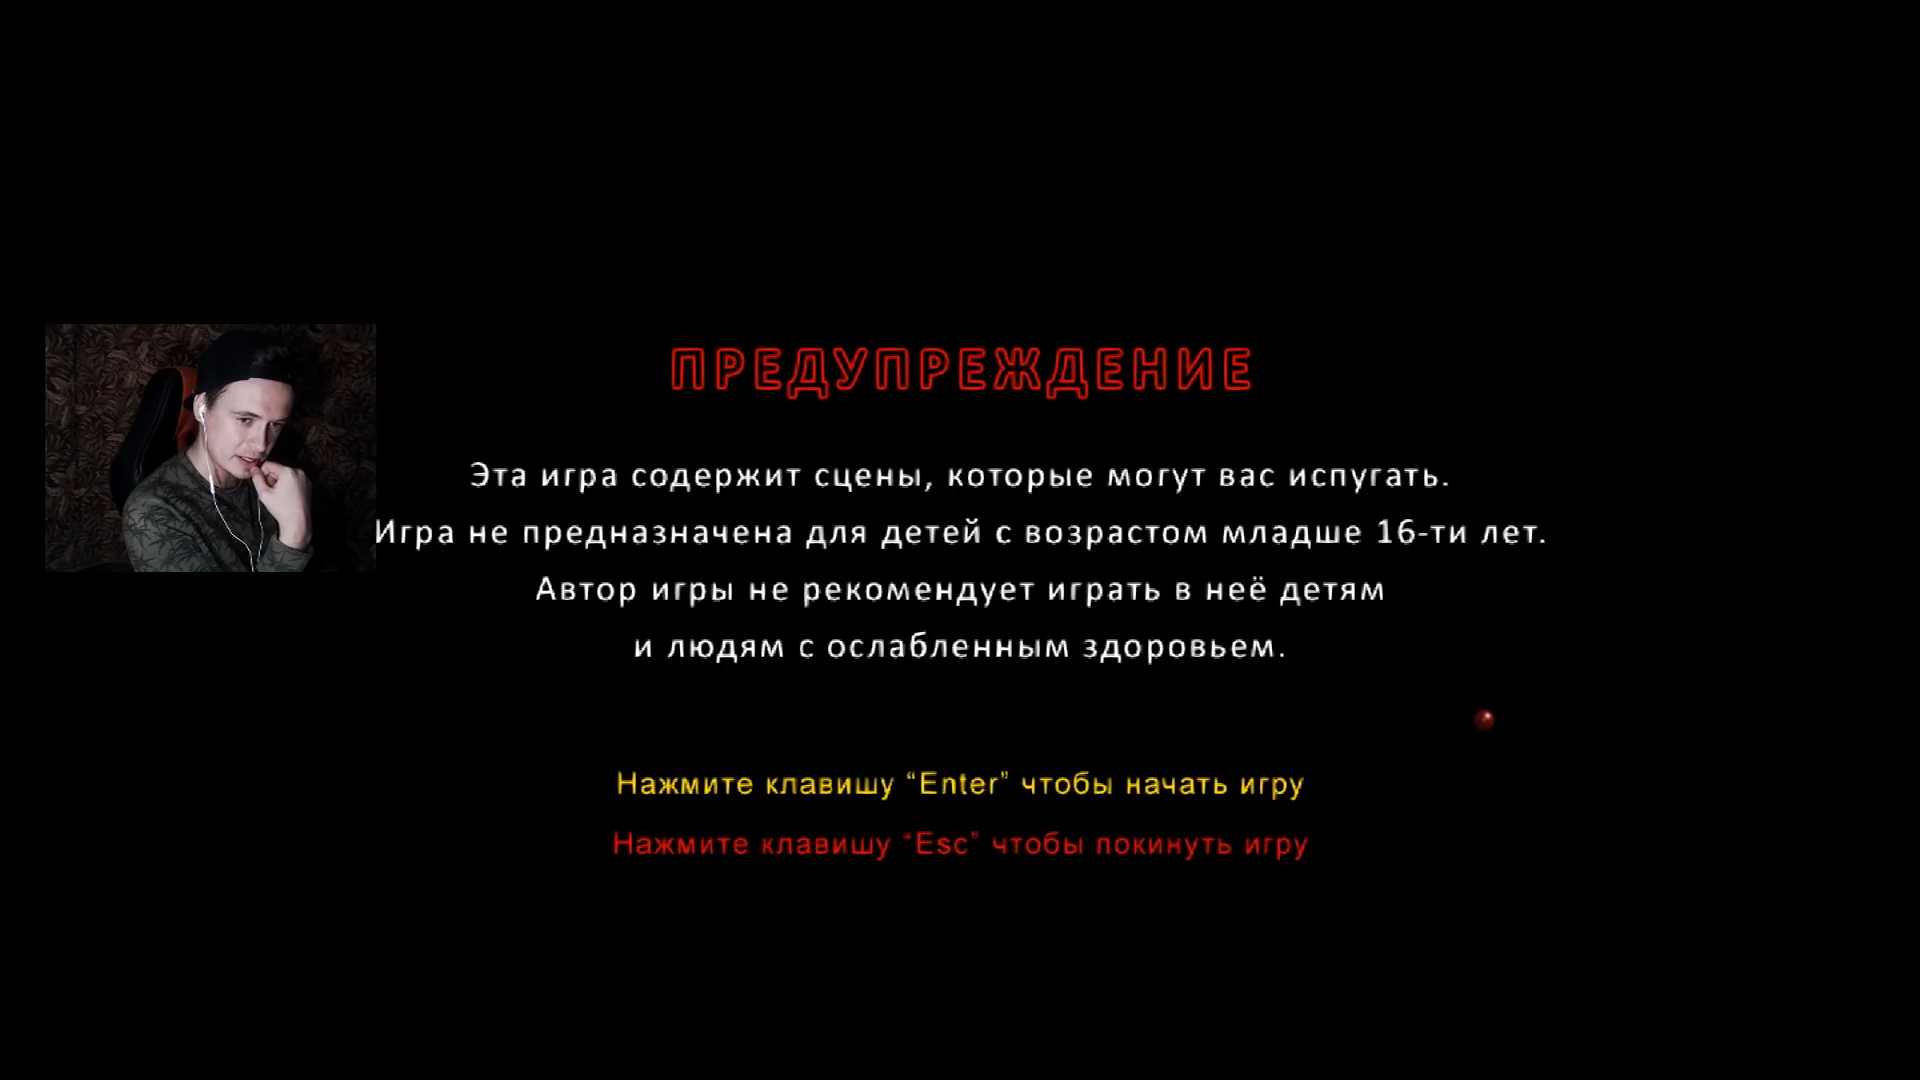 ПРЕДУПРЕЖДЕНИЕ
Эта игра содержит сцены, которые могут вас испугать.
Игра не предназначена для детей с возрастом младше 16-ти лет.
Автор игры не рекомендует играть в неё детям
и людям с ослабленным здоровьем.
Нажмите клавишу “Enter” чтобы начать игру
Нажмите клавишу “Esc” чтобы покинуть игру